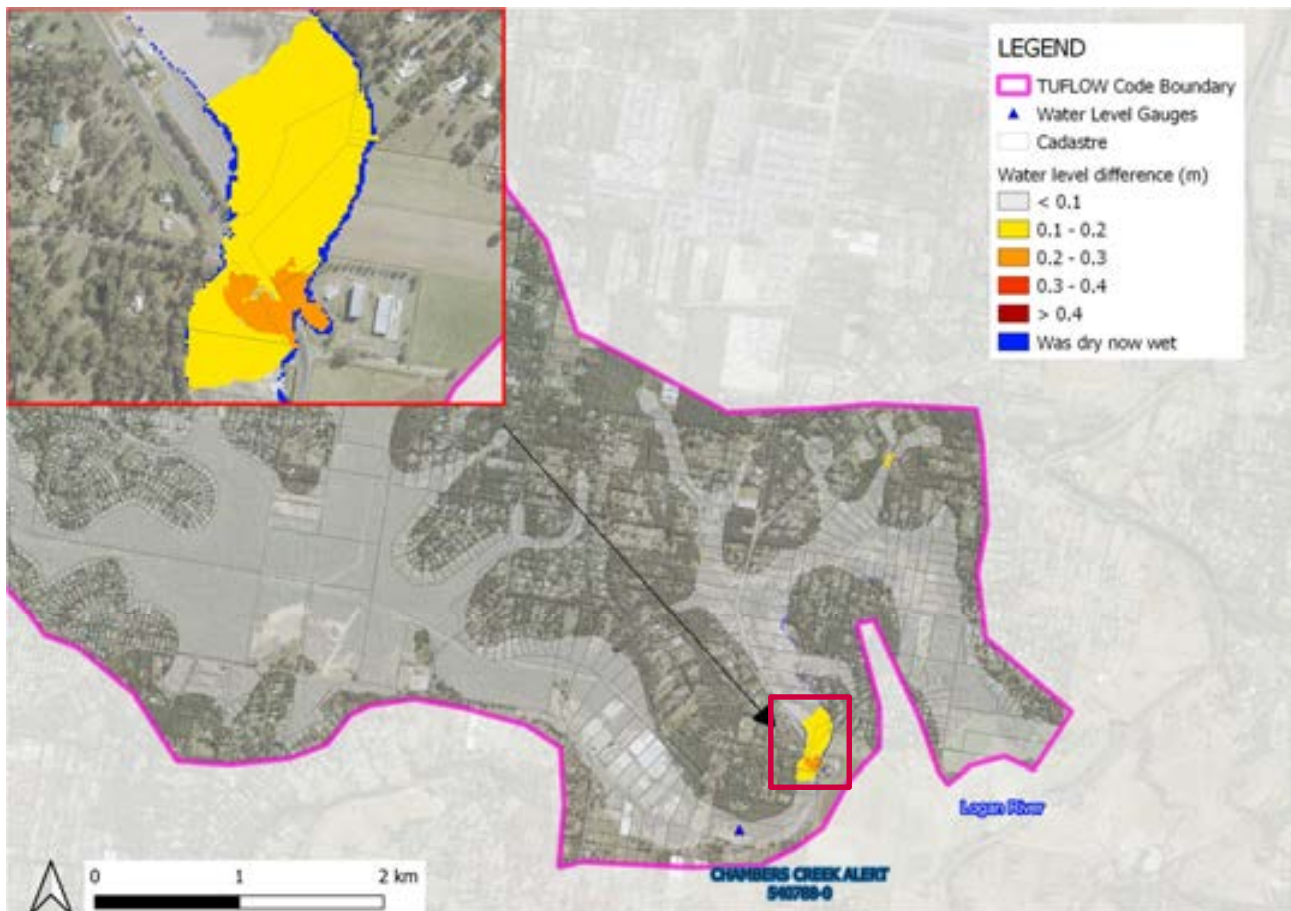 LEGEND
TUFLOW Code Boundary
Water Level Gauges
Cadastre
Water level difference (m)
< 0.1
0.1 - 0.2
0.2 - 0.3
0.3 - 0.4
> 0.4
Was dry now wet
Logan River
CHAMBERS CREEK ALERT
540788-0
0 1 2 km